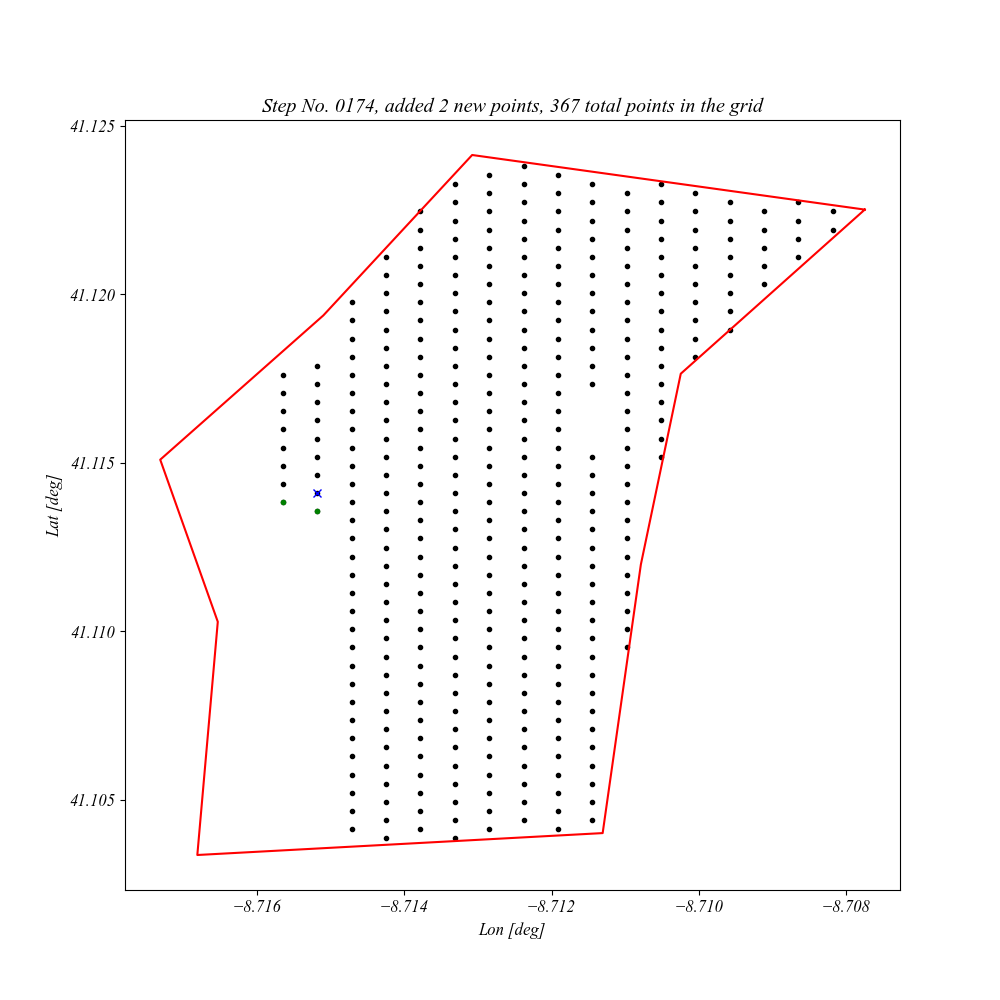 Step No. 0174, added 2 new points, 367 total points in the grid
41.125
41.120
41.115
41.110
41.105
Lat [deg]
−8.716 −8.714 −8.712 −8.710 −8.708
Lon [deg]